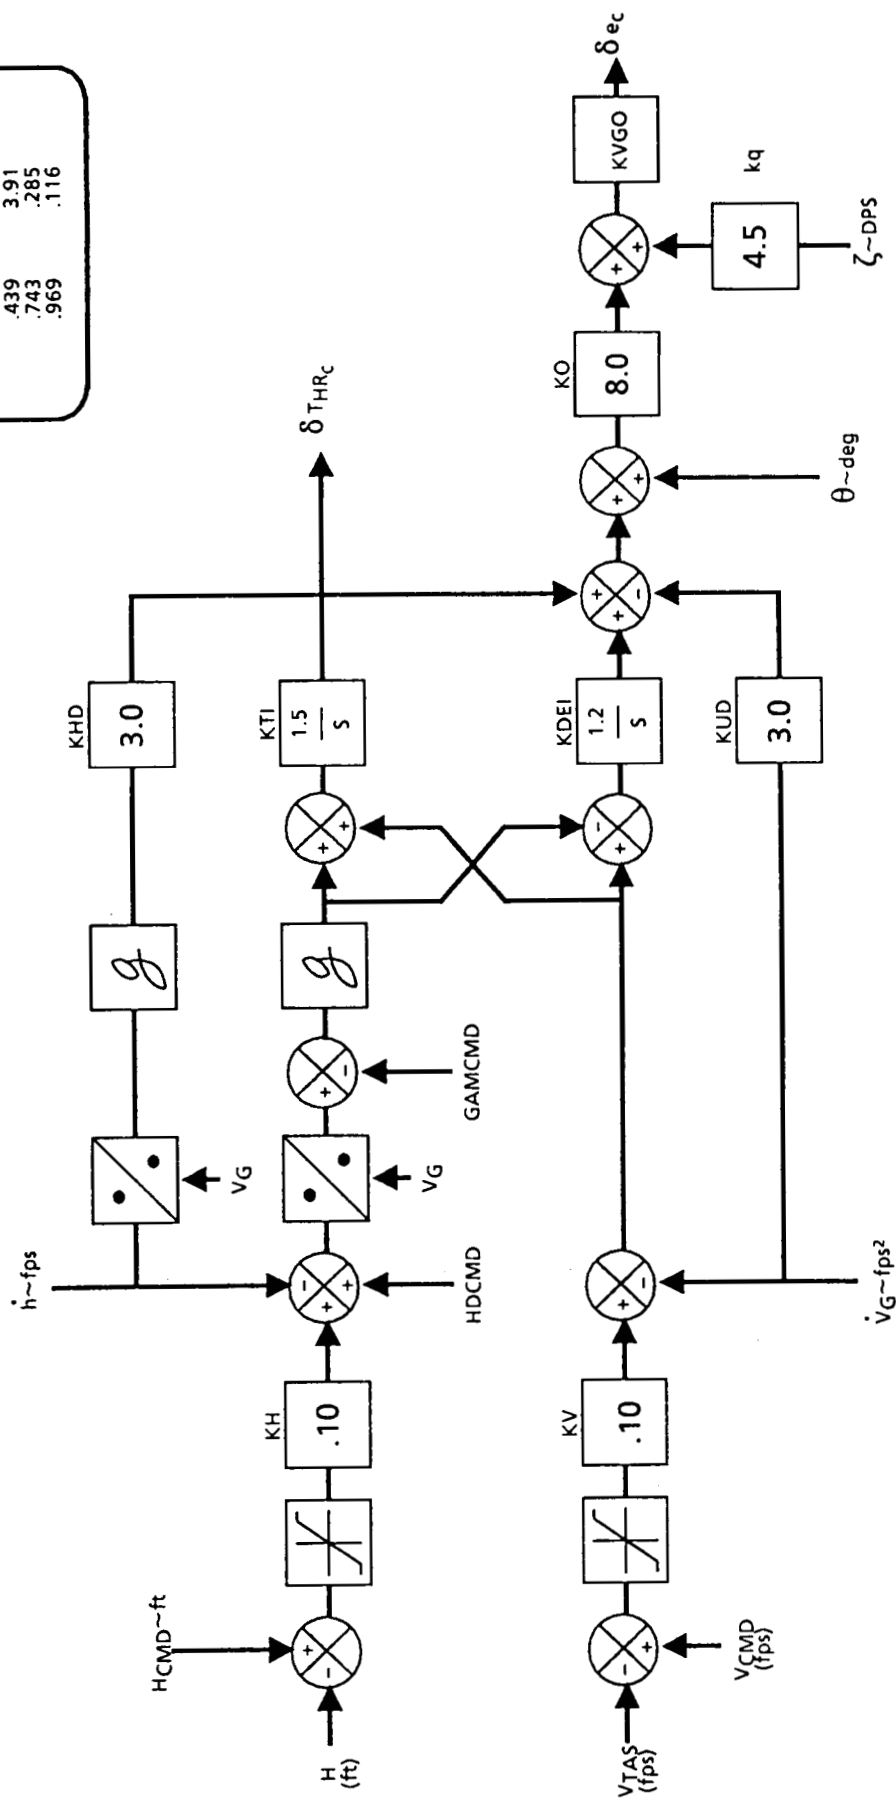 .439 3.91
.743 .285
.969 .116
ḣ~fps
VG
g
KHD
3.0
HCMD~ft
H
(ft)
KH
.10
HDCMD
VG
GAMCMD
g
KTI
1.5
s
δTHRC
VTAS
(fps)
VCMD
(fps)
KV
.10
V̇G~fps²
KDEI
1.2
s
KUD
3.0
θ~deg
KO
8.0
4.5
kq
ζ~DPS
KVGO
δec